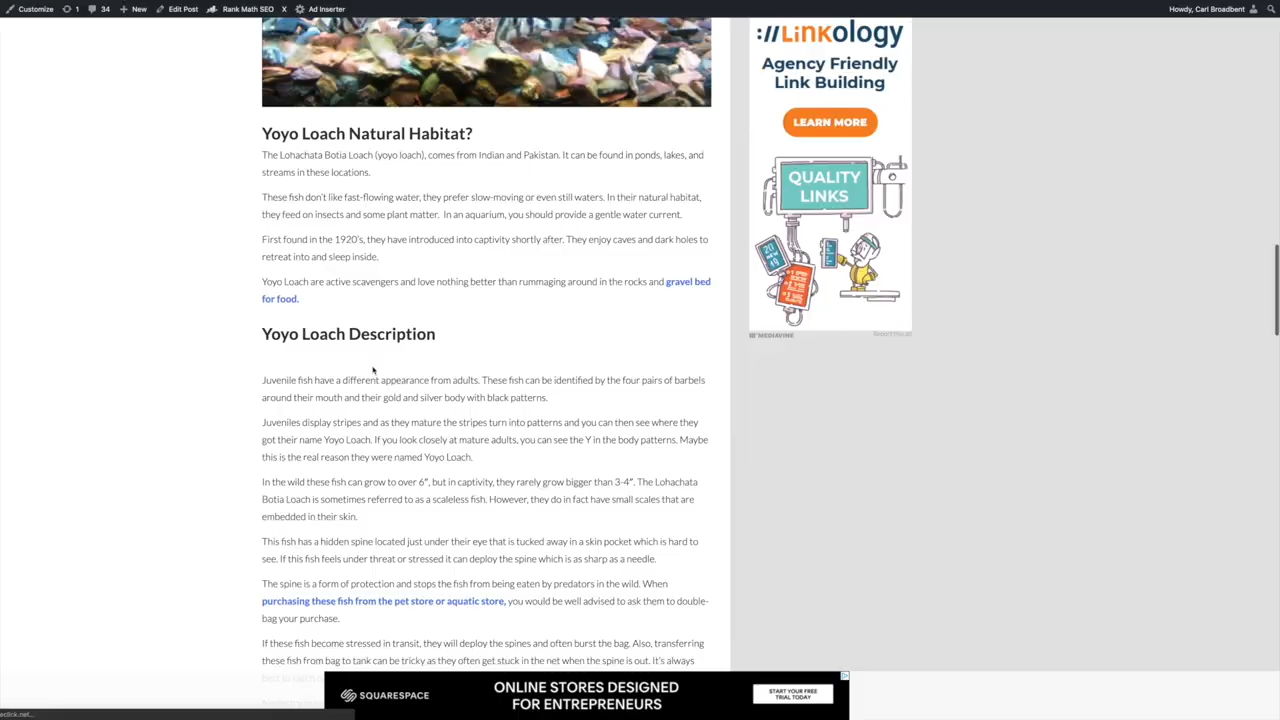 Customize 1 34 New Edit Post Rank Math SEO X Ad Inserter Howdy, Carl Broadbent
://Linkology
Agency Friendly
Link Building
LEARN MORE
QUALITY
LINKS
MEDIAVINE
Yoyo Loach Natural Habitat?
The Lohachata Botia Loach (yoyo loach), comes from Indian and Pakistan. It can be found in ponds, lakes, and
streams in these locations.
These fish don't like fast-flowing water, they prefer slow-moving or even still waters. In their natural habitat,
they feed on insects and some plant matter. In an aquarium, you should provide a gentle water current.
First found in the 1920's, they have introduced into captivity shortly after. They enjoy caves and dark holes to
retreat into and sleep inside.
Yoyo Loach are active scavengers and love nothing better than rummaging around in the rocks and gravel bed
for food.
Yoyo Loach Description
Juvenile fish have a different appearance from adults. These fish can be identified by the four pairs of barbels
around their mouth and their gold and silver body with black patterns.
Juveniles display stripes and as they mature the stripes turn into patterns and you can then see where they
got their name Yoyo Loach. If you look closely at mature adults, you can see the Y in the body patterns. Maybe
this is the real reason they were named Yoyo Loach.
In the wild these fish can grow to over 6″, but in captivity, they rarely grow bigger than 3-4″. The Lohachata
Botia Loach is sometimes referred to as a scaleless fish. However, they do in fact have small scales that are
embedded in their skin.
This fish has a hidden spine located just under their eye that is tucked away in a skin pocket which is hard to
see. If this fish feels under threat or stressed it can deploy the spine which is as sharp as a needle.
The spine is a form of protection and stops the fish from being eaten by predators in the wild. When
purchasing these fish from the pet store or aquatic store, you would be well advised to ask them to double-
bag your purchase.
If these fish become stressed in transit, they will deploy the spines and often burst the bag. Also, transferring
these fish from bag to tank can be tricky as they often get stuck in the net when the spine is out. It's always
SQUARESPACE
ONLINE STORES DESIGNED
FOR ENTREPRENEURS
START YOUR FREE
TRIAL TODAY